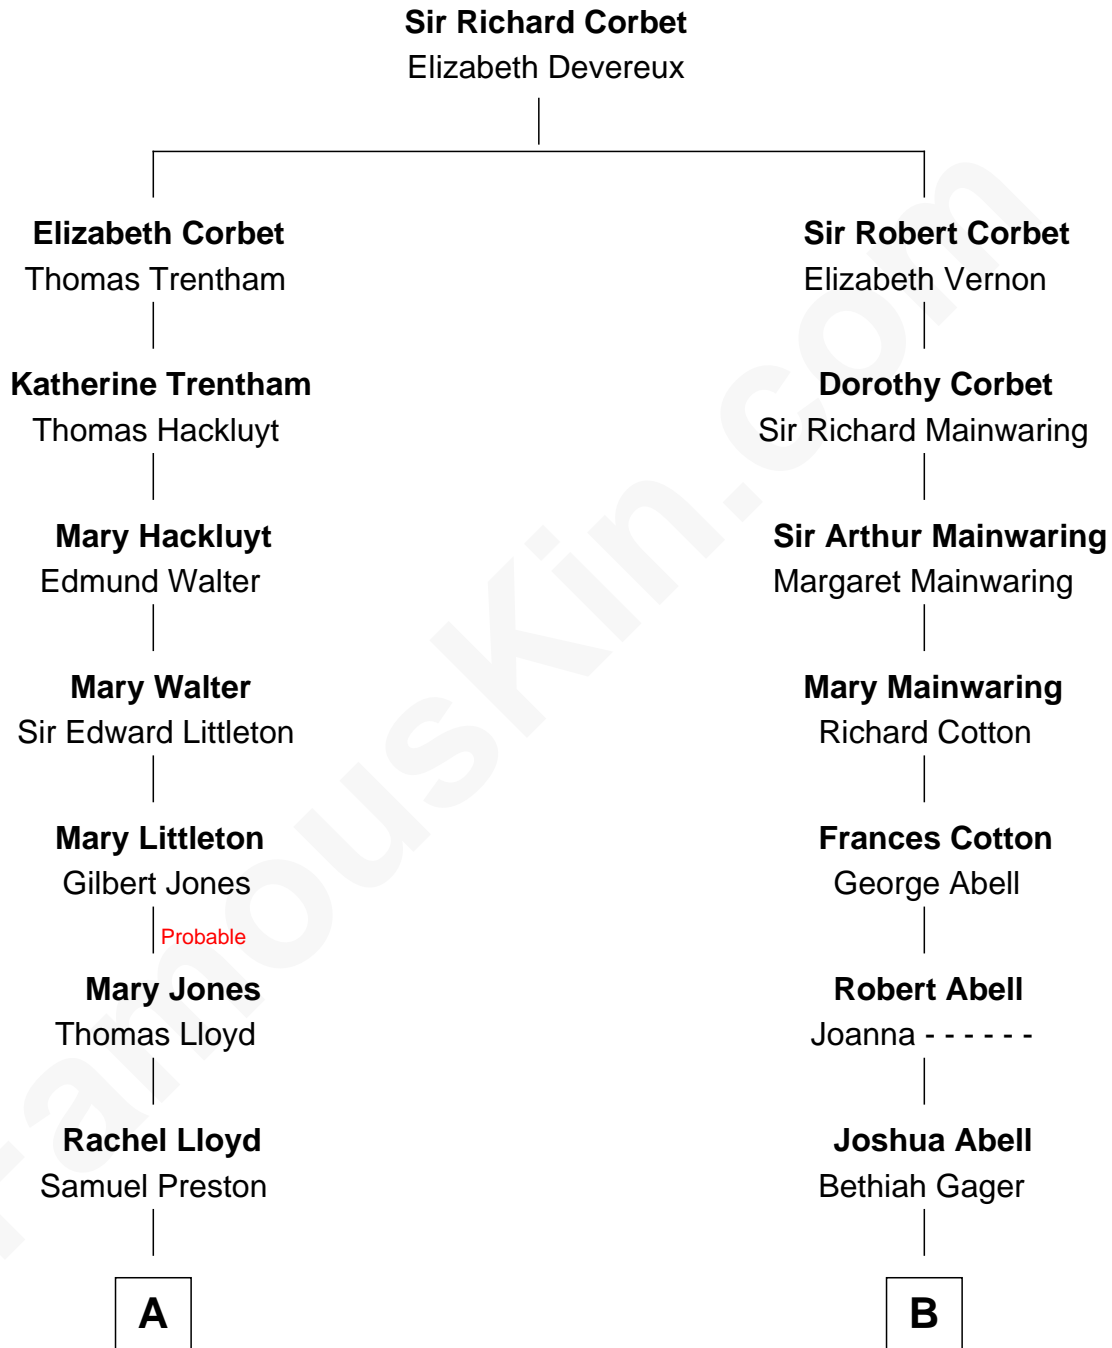 Sir Richard Corbet
Elizabeth Devereux
Elizabeth Corbet
Thomas Trentham
Sir Robert Corbet
Elizabeth Vernon
Katherine Trentham
Thomas Hackluyt
Dorothy Corbet
Sir Richard Mainwaring
Mary Hackluyt
Edmund Walter
Sir Arthur Mainwaring
Margaret Mainwaring
Mary Walter
Sir Edward Littleton
Mary Mainwaring
Richard Cotton
Mary Littleton
Gilbert Jones
Frances Cotton
George Abell
Probable
Mary Jones
Thomas Lloyd
Robert Abell
Joanna - - - - - -
Rachel Lloyd
Samuel Preston
Joshua Abell
Bethiah Gager
A
B
FamousKin.com